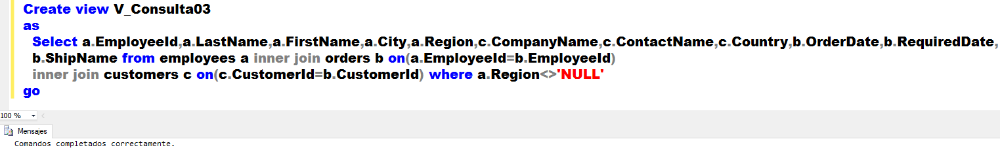 Create view V_Consulta03
as
Select a.EmployeeId,a.LastName,a.FirstName,a.City,a.Region,c.CompanyName,c.ContactName,c.Country,b.OrderDate,b.RequiredDate,
b.ShipName from employees a inner join orders b on(a.EmployeeId=b.EmployeeId)
inner join customers c on(c.CustomerId=b.CustomerId) where a.Region<>'NULL'
go
100 %
Mensajes
Comandos completados correctamente.